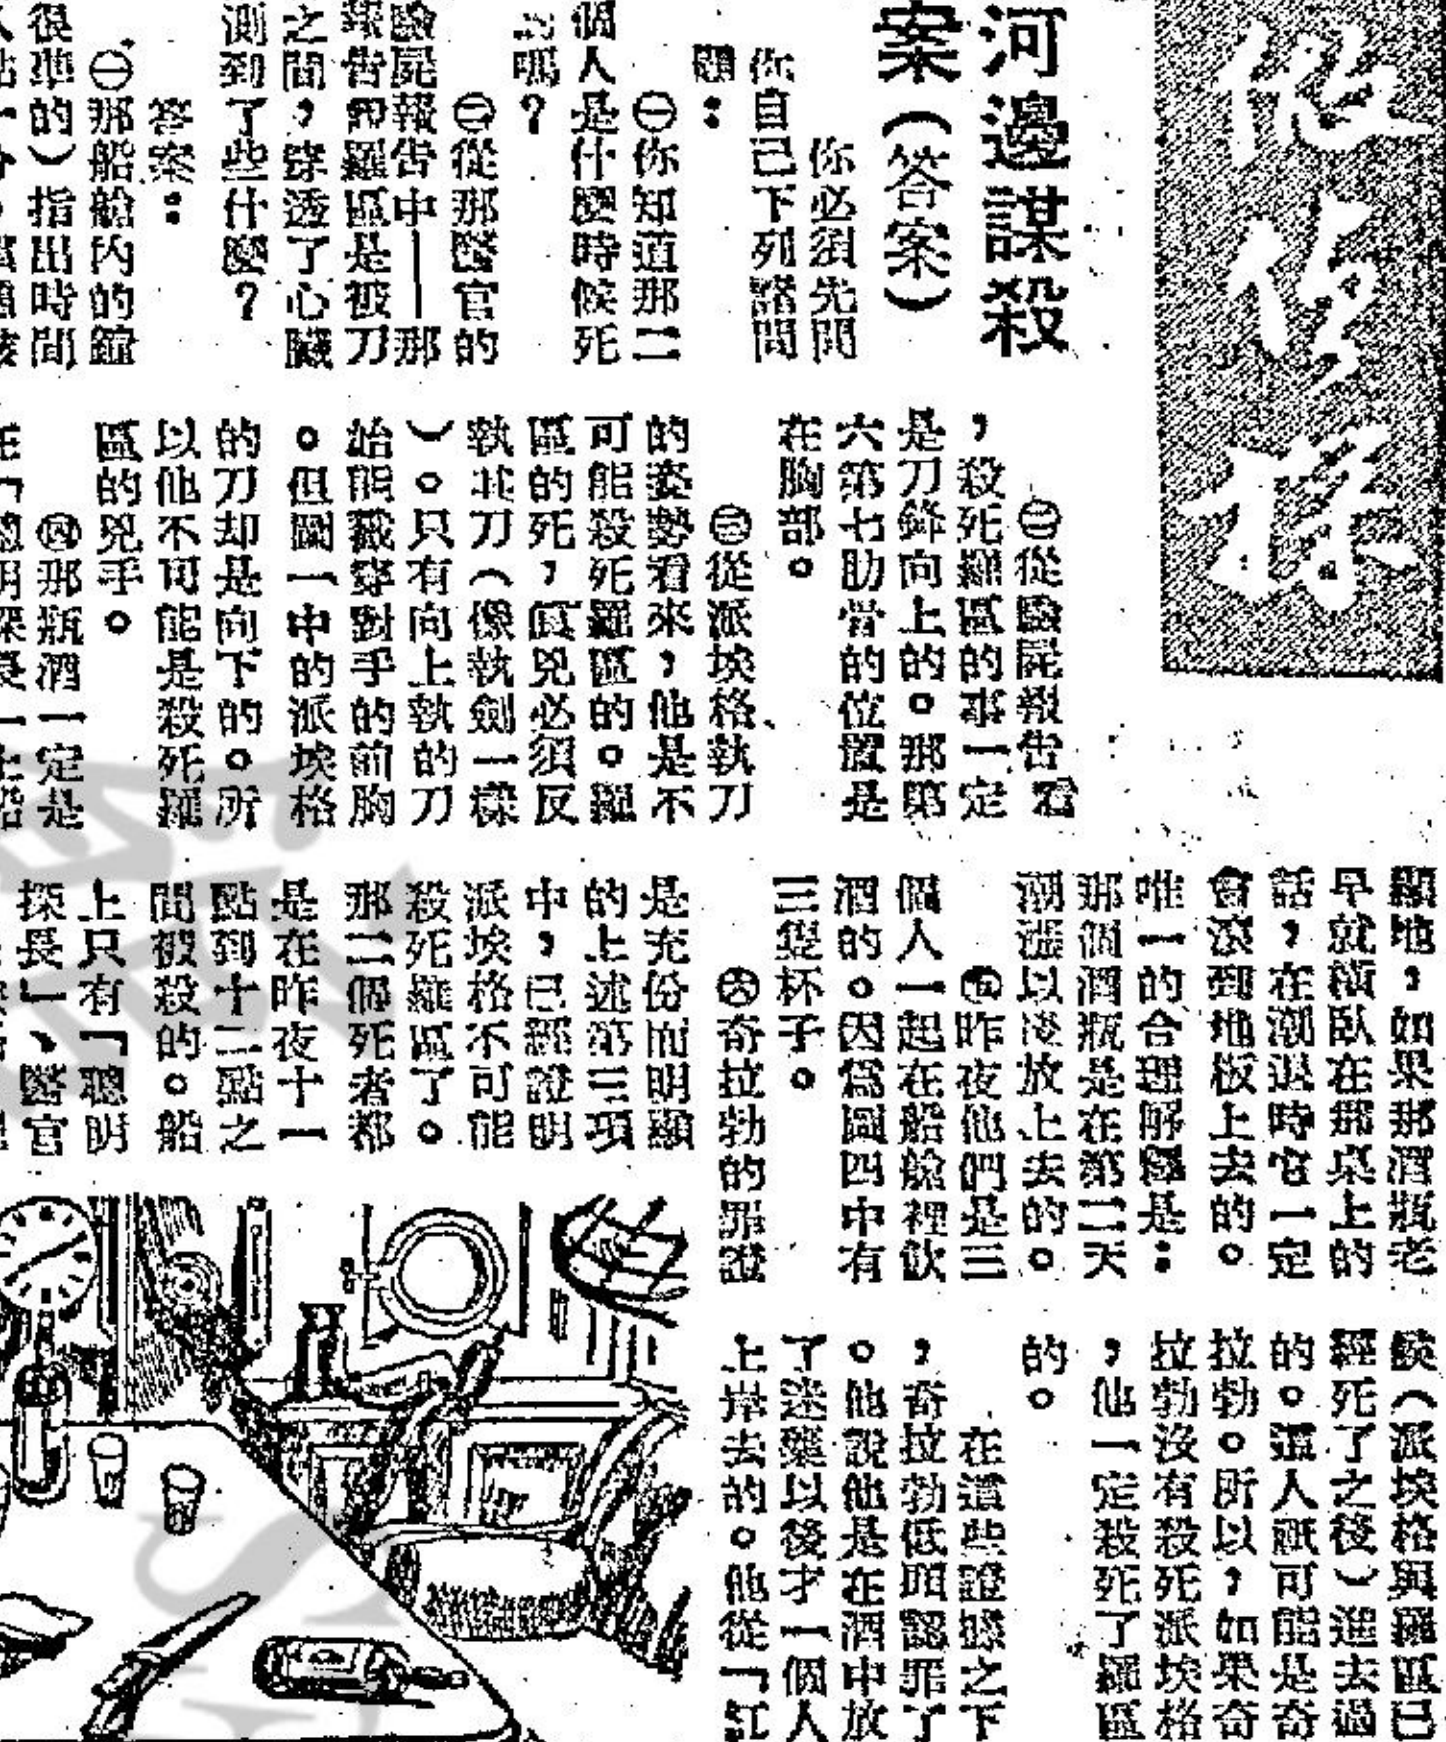 做偵探
河邊謀殺
案(答案)
你必須先問
你自己下列諸問
題:
㊀你知道那二
個人是什麼時候死
嗎?
㊁從那醫官的
驗屍報告中——那
報告羅區是被刀
之間,穿透了心臟
測到了些什麼?
答案:
㊀那船艙內的鐘
很準的)指出時間
㊁從驗屍報告看
,殺死羅區的事一定
是刀鋒向上的。那第
六第七肋骨的位置是
在胸部。
㊂從派埃格執刀
的姿勢看來,他是不
可能殺死羅區的。羅
區的死,真兇必須反
執其刀(像執劍一樣
)。只有向上執的刀
始能戳穿對手的前胸
。但圖一中的派埃格
的刀却是向下的。所
以他不可能是殺死羅
區的兇手。
㊃那瓶酒一定是
顯地,如果那酒瓶老
早就橫臥在那桌上的
話,在潮退時它一定
會滾到地板上去的。
唯一的合理解釋是:
那個酒瓶是在第二天
潮漲以後放上去的。
㊄昨夜他們是三
個人一起在船艙裡飲
酒的。因爲圖四中有
三隻杯子。
㊅奇拉勃的罪證
是充份而明顯
的上述第三項
中,已經證明
派埃格不可能
殺死羅區了。
那二個死者都
是在昨夜十一
點到十二點之
間被殺的。船
上只有「聰明
探長」、醫官
候(派埃格與羅區已
經死了之後)進去過
的。這人祇可能是奇
拉勃。所以,如果奇
拉勃沒有殺死派埃格
,他一定殺死了羅區
的。
在這些證據之下
,奇拉勃低頭認罪了
。他說他是在酒中放
了迷藥以後才一個人
上岸去的。他從「紅